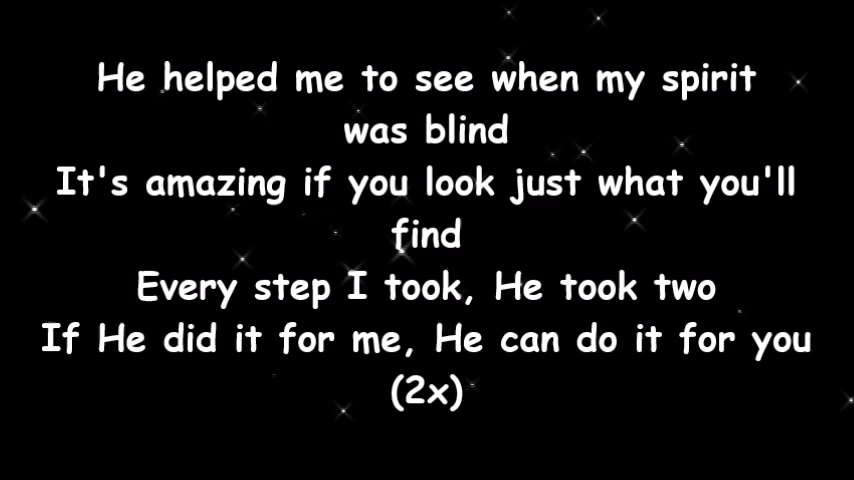 He helped me to see when my spirit
was blind
It's amazing if you look just what you'll
find
Every step I took, He took two
If He did it for me, He can do it for you
(2x)